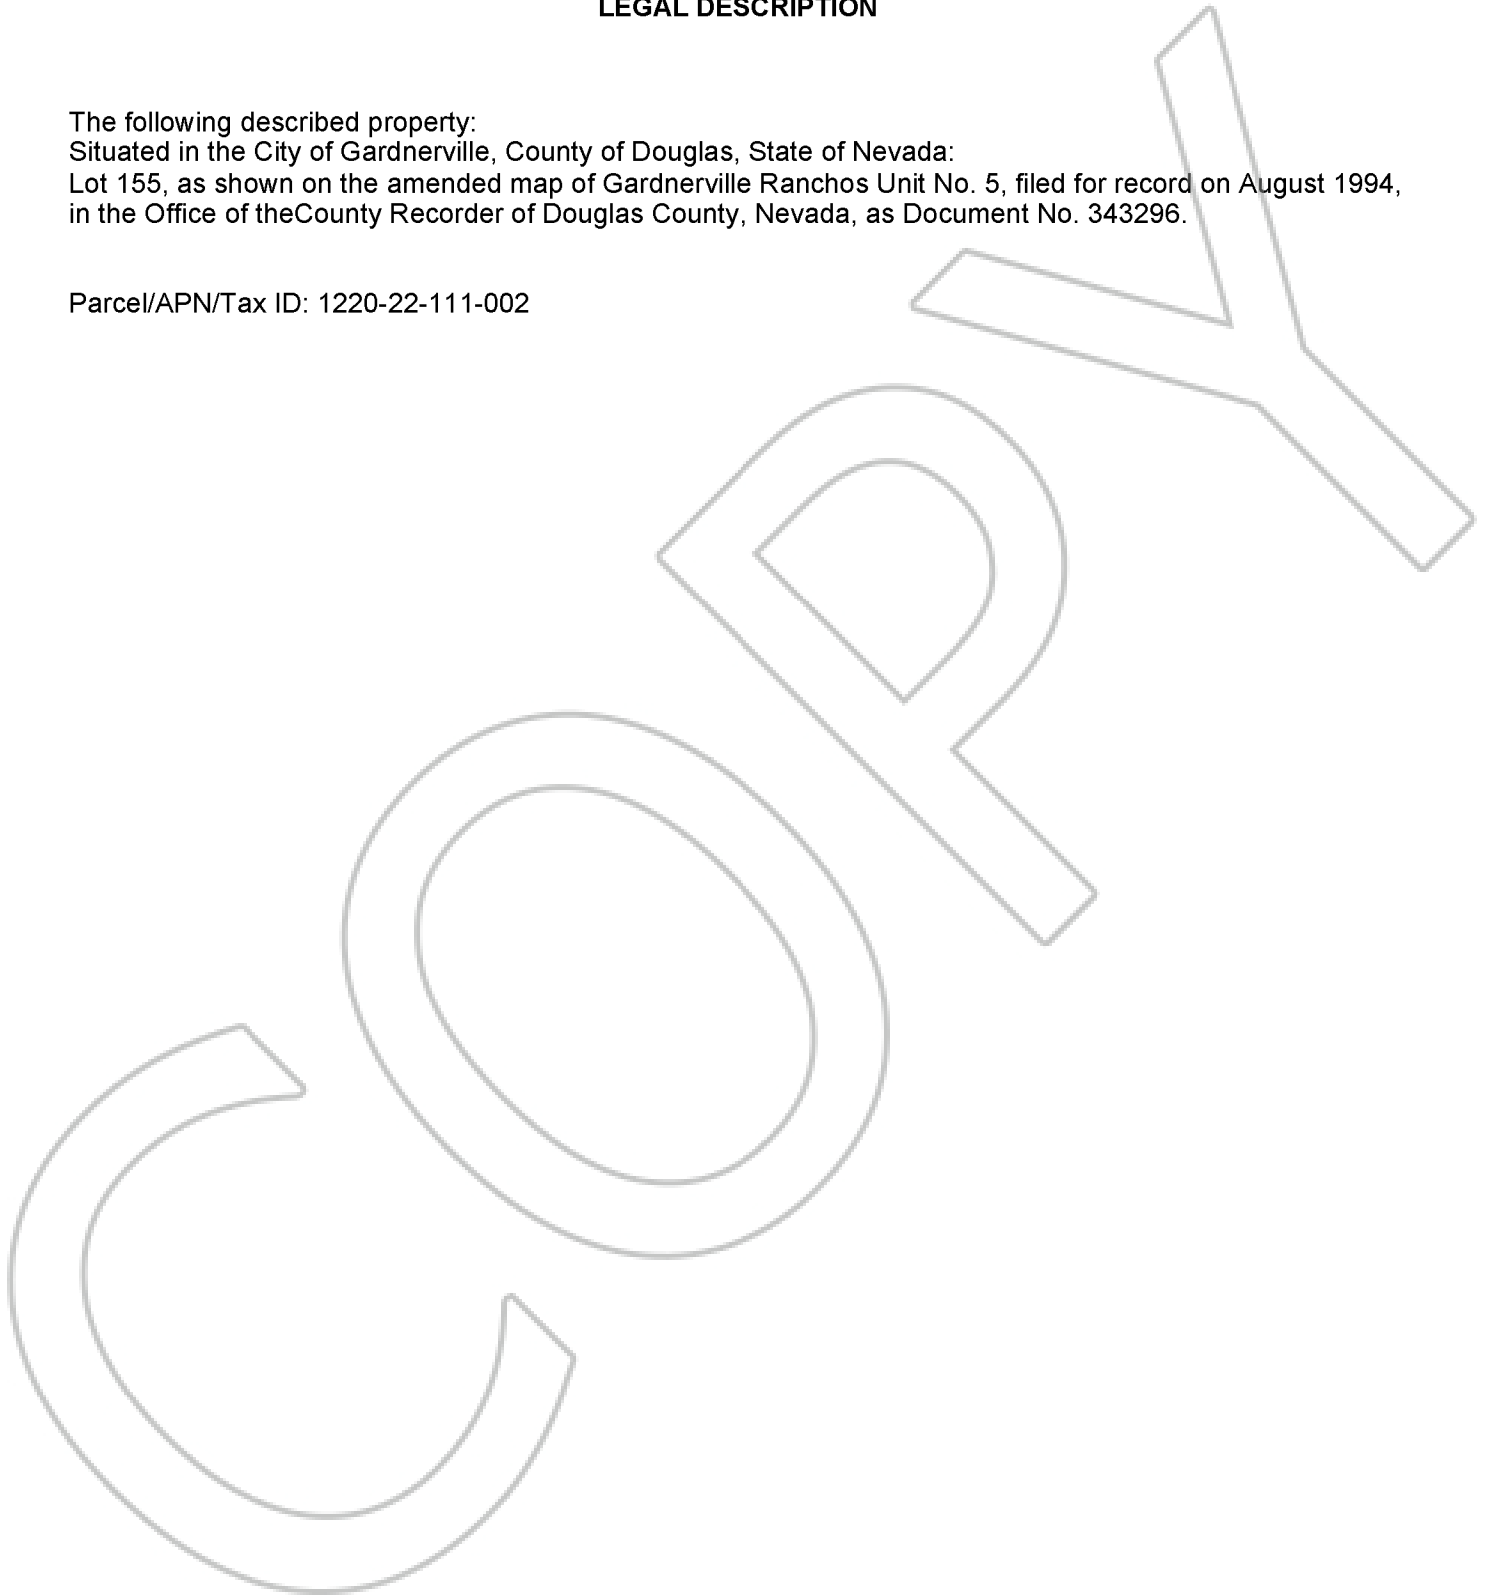 LEGAL DESCRIPTION
The following described property:
Situated in the City of Gardnerville, County of Douglas, State of Nevada:
Lot 155, as shown on the amended map of Gardnerville Ranchos Unit No. 5, filed for record on August 1994,
in the Office of theCounty Recorder of Douglas County, Nevada, as Document No. 343296.
Parcel/APN/Tax ID: 1220-22-111-002
COPY